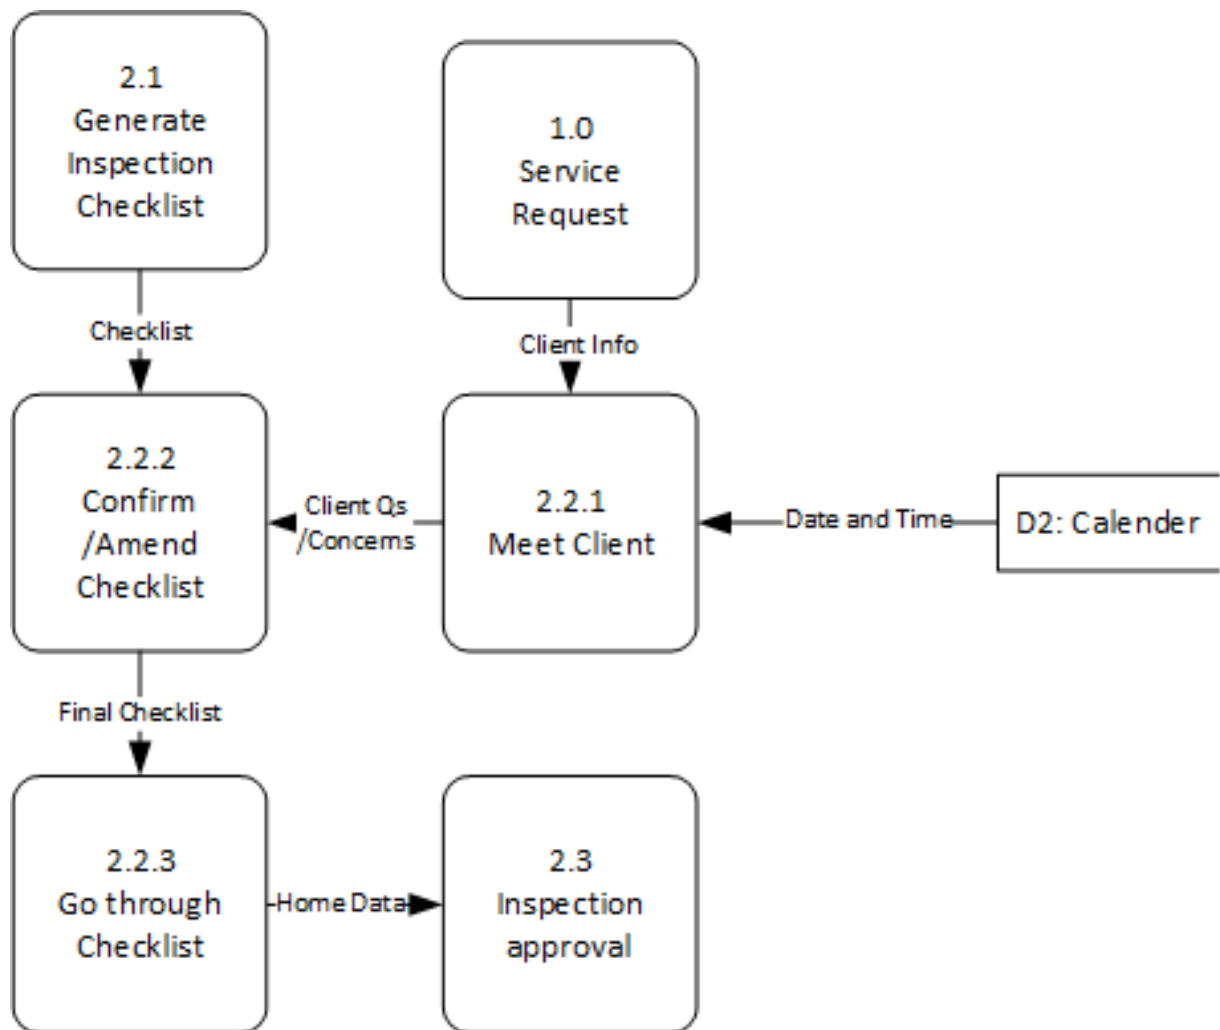 2.1
Generate
Inspection
Checklist
1.0
Service
Request
Checklist
Client Info
2.2.2
Confirm
/Amend
Checklist
Client Qs
/Concerns
2.2.1
Meet Client
Date and Time
D2: Calender
Final Checklist
2.2.3
Go through
Checklist
Home Data
2.3
Inspection
approval